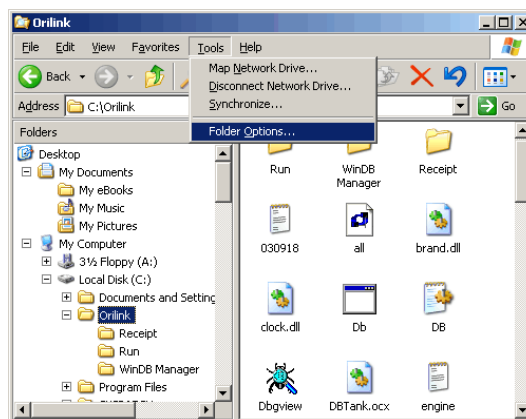 Orilink
File Edit View Favorites Tools Help
Back
Map Network Drive...
Disconnect Network Drive...
Synchronize...
Folder Options...
Address C:\Orilink Go
Folders
Desktop
My Documents
My eBooks
My Music
My Pictures
My Computer
3½ Floppy (A:)
Local Disk (C:)
Documents and Setting
Orilink
Receipt
Run
WinDB Manager
Program Files
Run WinDB Manager Receipt
030918 all brand.dll
clock.dll Db DB
Dbgview DBTank.ocx engine